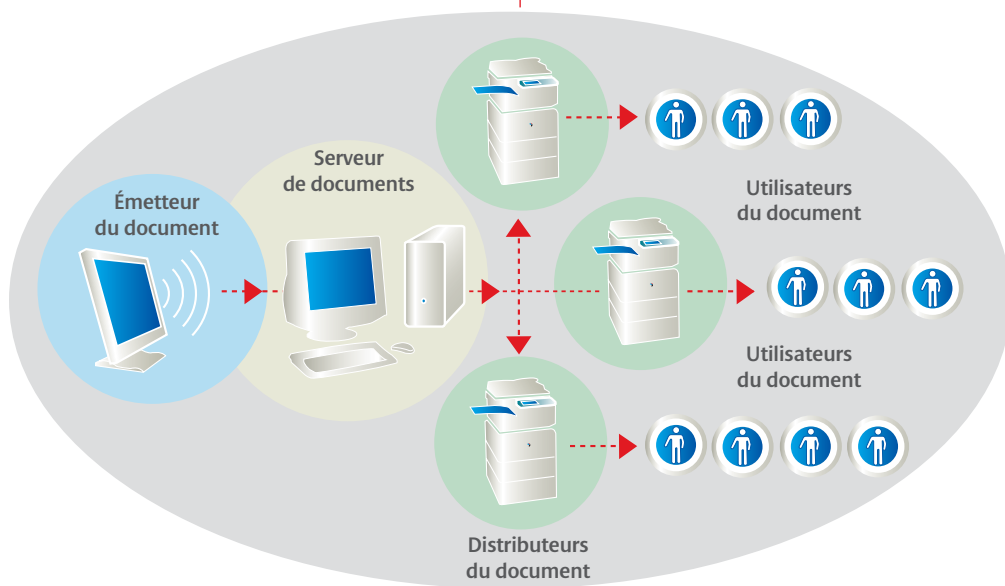 Serveur
de documents
Émetteur
du document
Utilisateurs
du document
Utilisateurs
du document
Distributeurs
du document